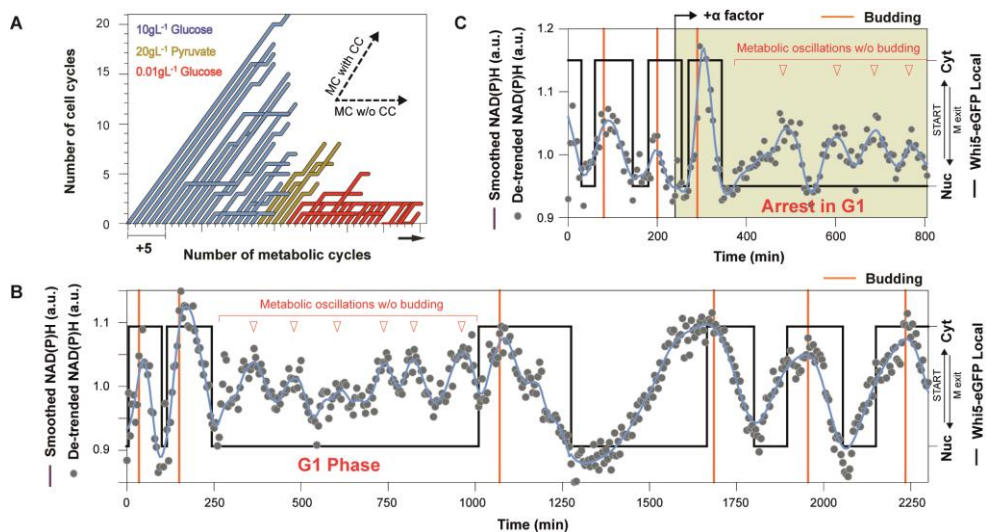 A
10gL⁻¹ Glucose
20gL⁻¹ Pyruvate
0.01gL⁻¹ Glucose
MC with CC
MC w/o CC
Number of cell cycles
20
15
10
5
0
+5
Number of metabolic cycles
C
+α factor
Budding
Metabolic oscillations w/o budding
Arrest in G1
Smoothed NAD(P)H (a.u.)
De-trended NAD(P)H (a.u.)
1.2
1.1
1.0
0.9
0 200 400 600 800
Time (min)
Cyt
START
M exit
Nuc
Whi5-eGFP Local
B
Budding
Metabolic oscillations w/o budding
G1 Phase
Smoothed NAD(P)H (a.u.)
De-trended NAD(P)H (a.u.)
1.1
1.0
0.9
0 250 500 750 1000 1250 1500 1750 2000 2250
Time (min)
Cyt
START
M exit
Nuc
Whi5-eGFP Local